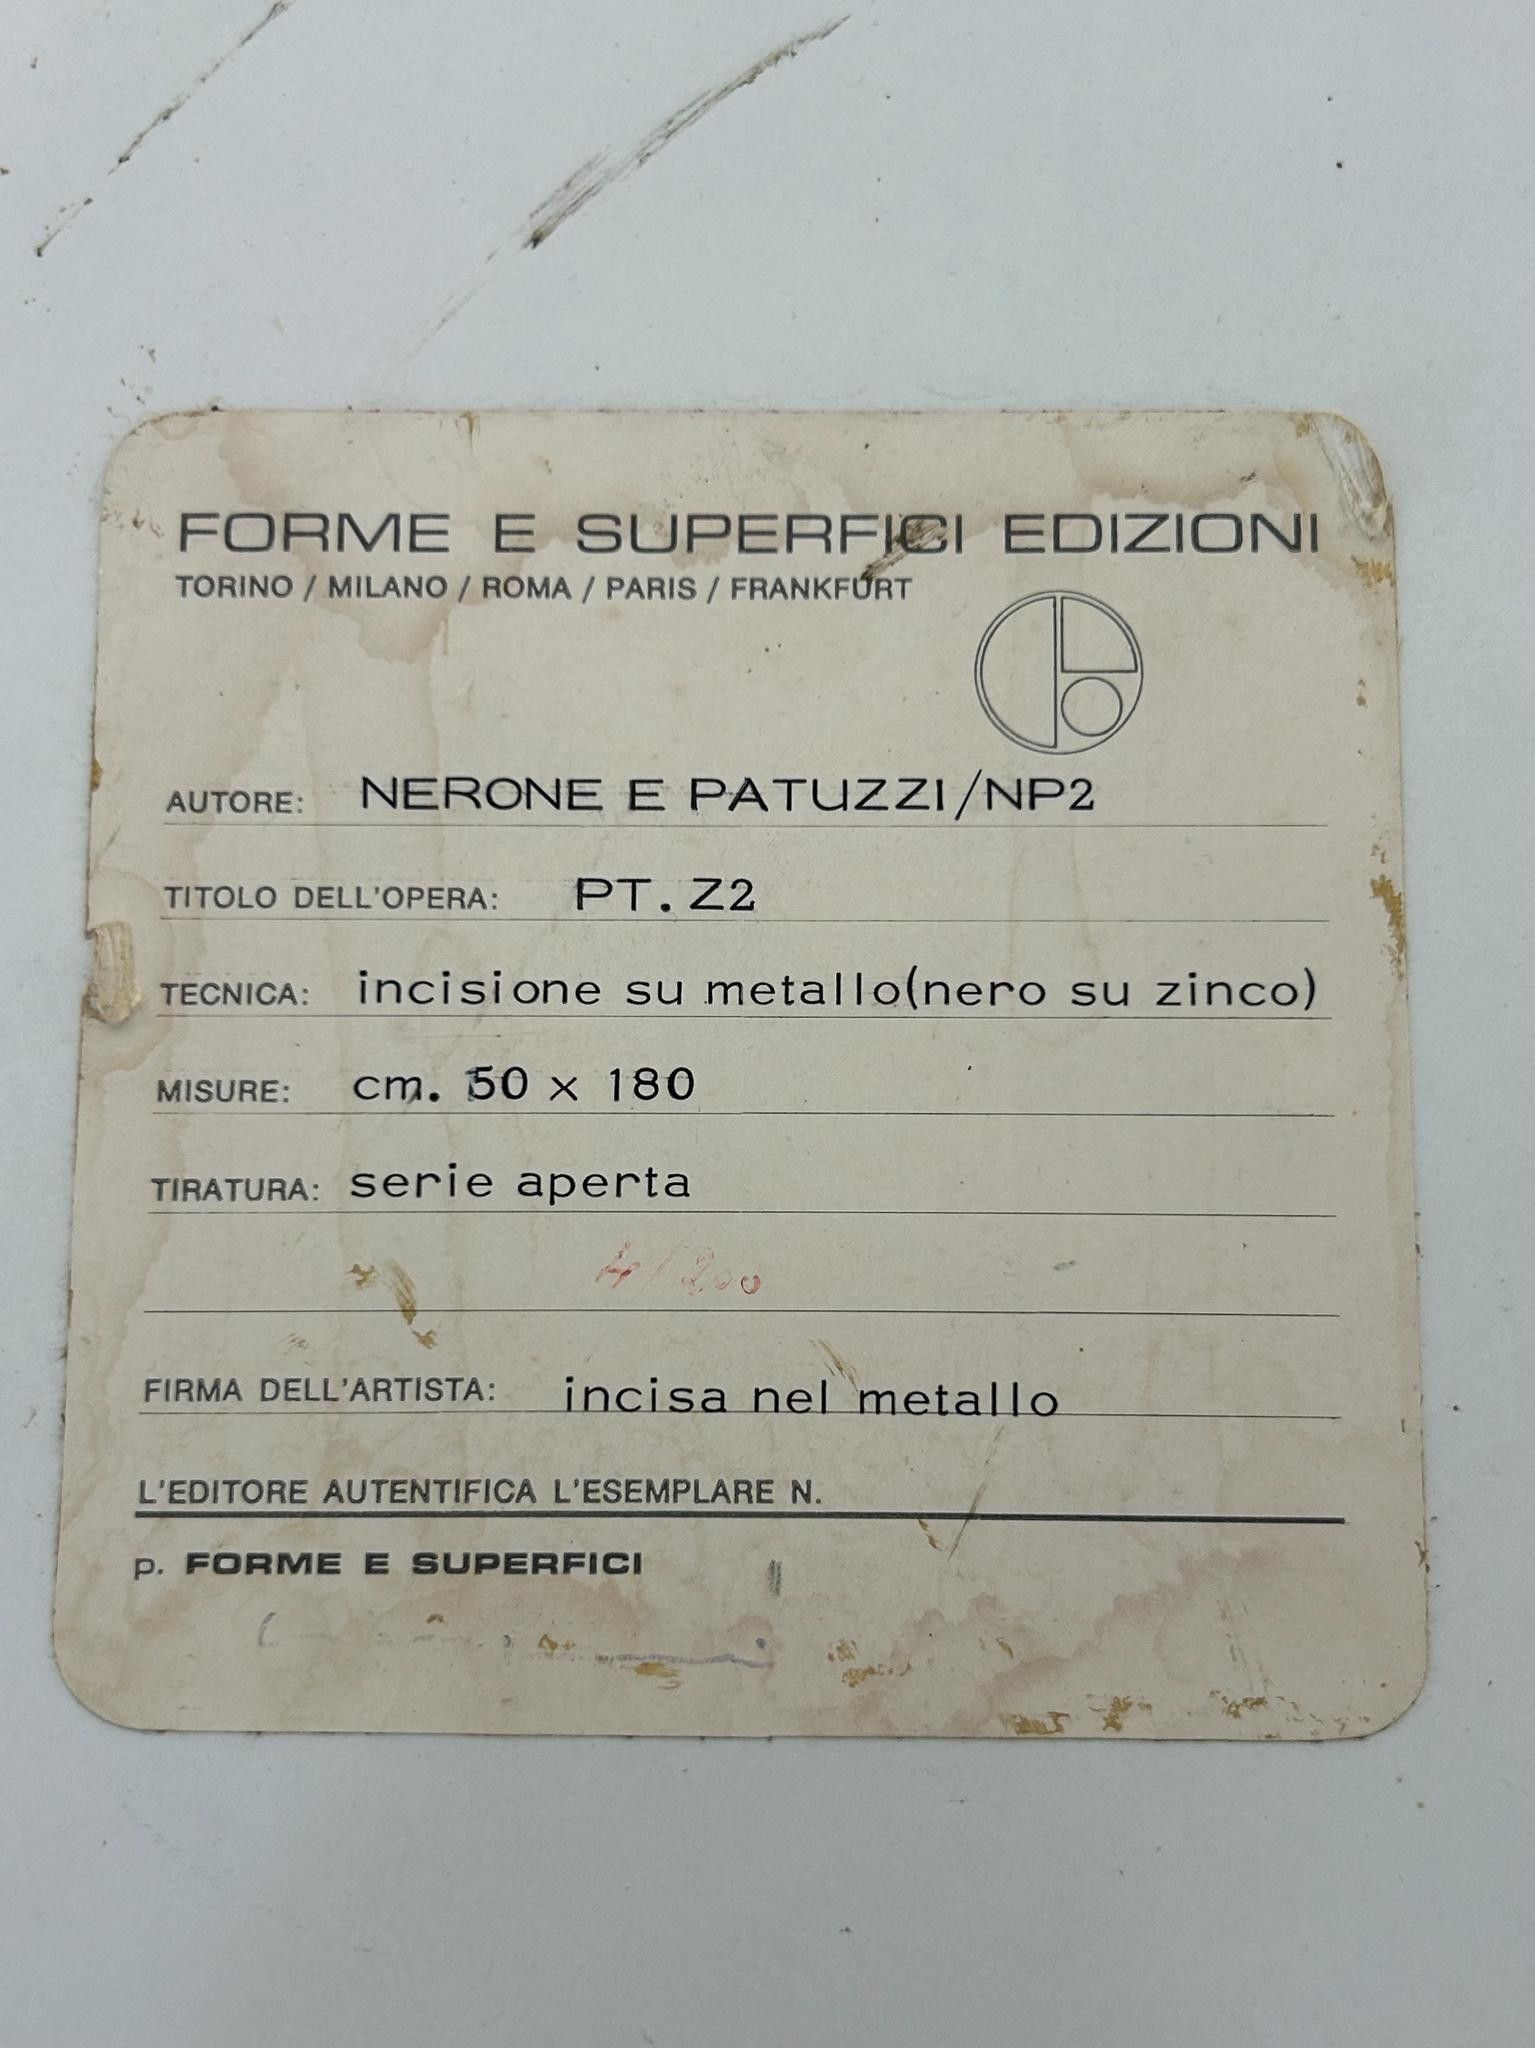 FORME E SUPERFICI EDIZIONI
TORINO / MILANO / ROMA / PARIS / FRANKFURT
AUTORE: NERONE E PATUZZI/NP2
TITOLO DELL'OPERA: PT. Z2
TECNICA: incisione su metallo(nero su zinco)
MISURE: cm. 50 x 180
TIRATURA: serie aperta
4/200
FIRMA DELL'ARTISTA: incisa nel metallo
L'EDITORE AUTENTIFICA L'ESEMPLARE N.
p. FORME E SUPERFICI